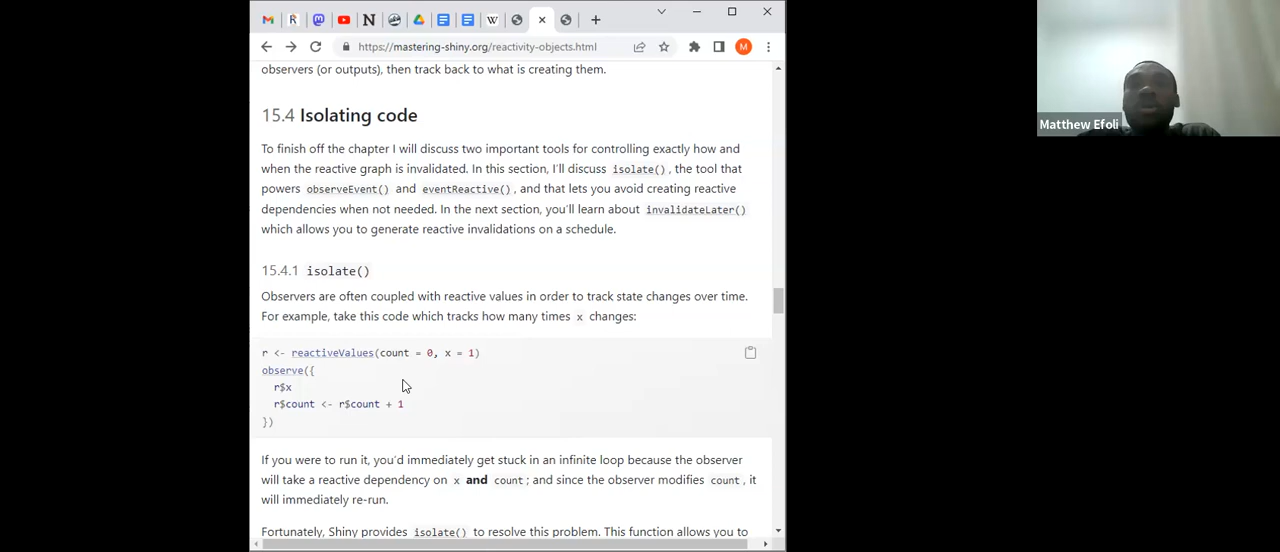 https://mastering-shiny.org/reactivity-objects.html
M
observers (or outputs), then track back to what is creating them.
15.4 Isolating code
To finish off the chapter I will discuss two important tools for controlling exactly how and
when the reactive graph is invalidated. In this section, I'll discuss isolate(), the tool that
powers observeEvent() and eventReactive(), and that lets you avoid creating reactive
dependencies when not needed. In the next section, you'll learn about invalidateLater()
which allows you to generate reactive invalidations on a schedule.
15.4.1 isolate()
Observers are often coupled with reactive values in order to track state changes over time.
For example, take this code which tracks how many times x changes:
r <- reactiveValues(count = 0, x = 1)
observe({
r$x
r$count <- r$count + 1
})
If you were to run it, you'd immediately get stuck in an infinite loop because the observer
will take a reactive dependency on x and count; and since the observer modifies count, it
will immediately re-run.
Fortunately, Shiny provides isolate() to resolve this problem. This function allows you to
Matthew Efoli